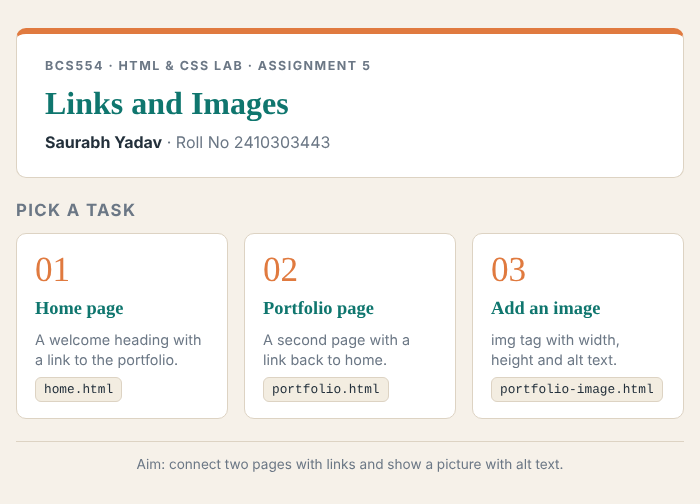 BCS554 · HTML & CSS LAB · ASSIGNMENT 5
Links and Images
Saurabh Yadav · Roll No 2410303443
PICK A TASK
01
Home page
A welcome heading with
a link to the portfolio.
home.html
02
Portfolio page
A second page with a
link back to home.
portfolio.html
03
Add an image
img tag with width,
height and alt text.
portfolio-image.html
Aim: connect two pages with links and show a picture with alt text.